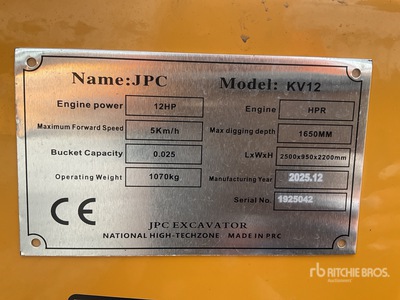 Name:JPC Model: KV12
Engine power 12HP Engine HPR
Maximum Forward Speed 5Km/h Max digging depth 1650MM
Bucket Capacity 0.025 LxWxH 2500x950x2200mm
Operating Weight 1070kg Manufacturing Year 2025.12
Serial No. 1925042
CE
JPC EXCAVATOR
NATIONAL HIGH-TECHZONE MADE IN PRC
rb RITCHIE BROS.